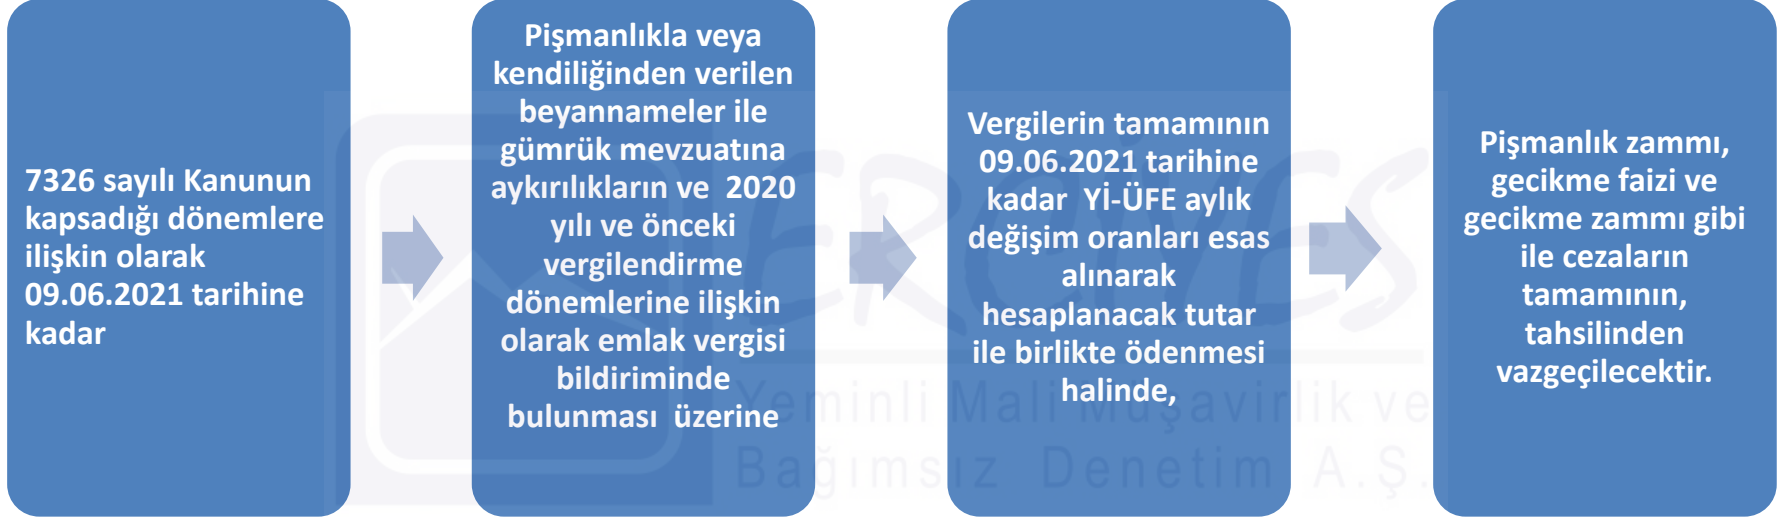 7326 sayılı Kanunun
kapsadığı dönemlere
ilişkin olarak
09.06.2021 tarihine
kadar
Pişmanlıkla veya
kendiliğinden verilen
beyannameler ile
gümrük mevzuatına
aykırılıkların ve 2020
yılı ve önceki
vergilendirme
dönemlerine ilişkin
olarak emlak vergisi
bildiriminde
bulunması üzerine
Vergilerin tamamının
09.06.2021 tarihine
kadar Yİ-ÜFE aylık
değişim oranları esas
alınarak
hesaplanacak tutar
ile birlikte ödenmesi
halinde,
Pişmanlık zammı,
gecikme faizi ve
gecikme zammı gibi
ile cezaların
tamamının,
tahsilinden
vazgeçilecektir.
ERCİYES
Yeminli Mali Müşavirlik ve
Bağımsız Denetim A.Ş.